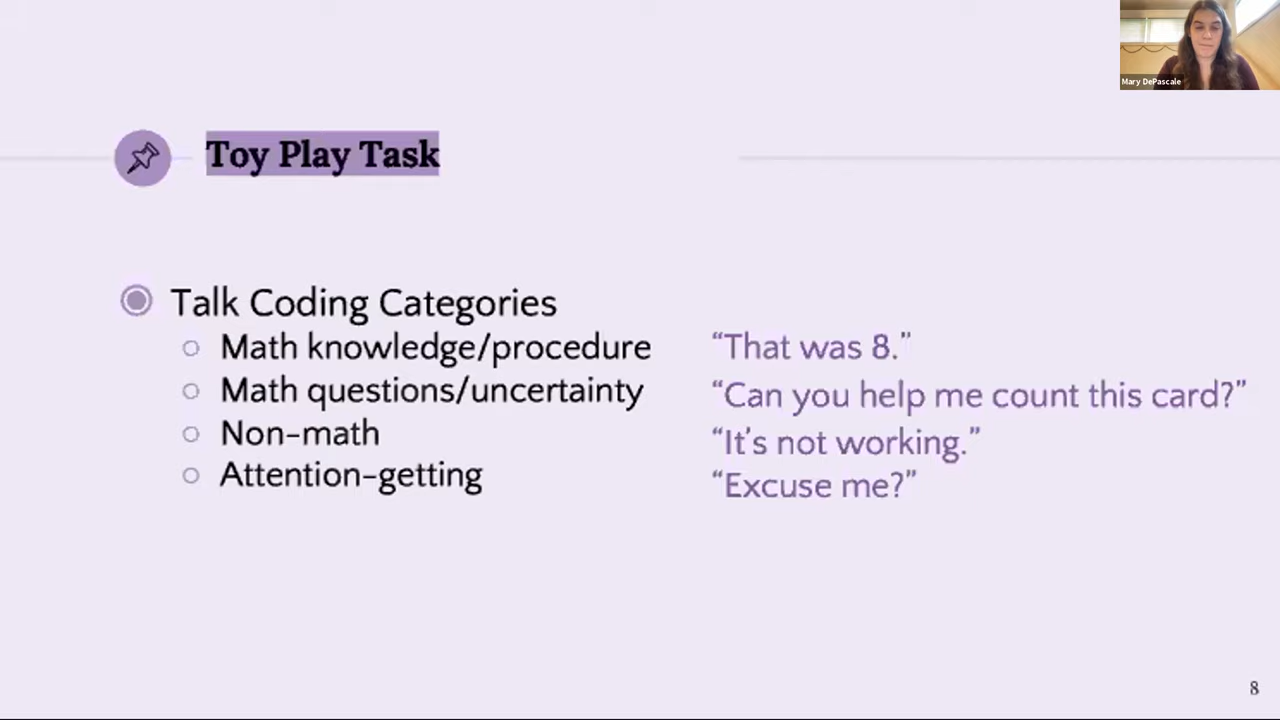 Mary DePascale
Toy Play Task
Talk Coding Categories
Math knowledge/procedure “That was 8.”
Math questions/uncertainty “Can you help me count this card?”
Non-math “It’s not working.”
Attention-getting “Excuse me?”
8